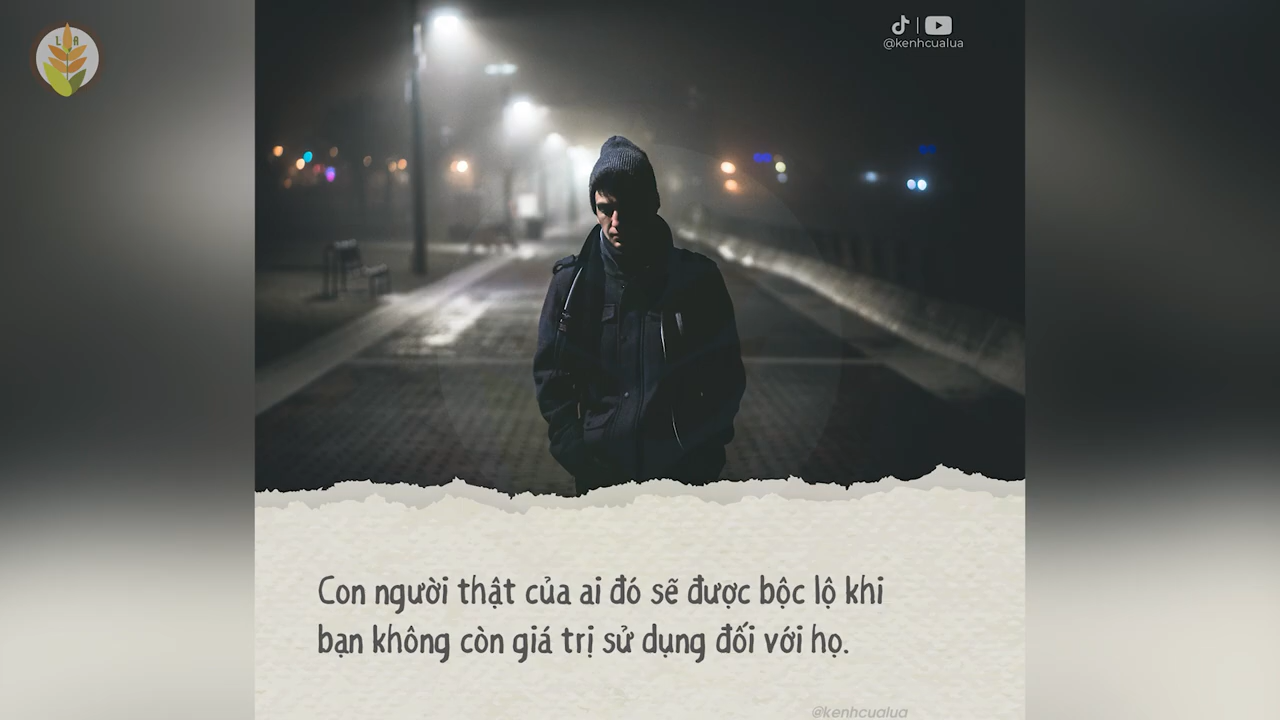 L A
@kenhcualua
Con người thật của ai đó sẽ được bộc lộ khi
bạn không còn giá trị sử dụng đối với họ.
@kenhcualua